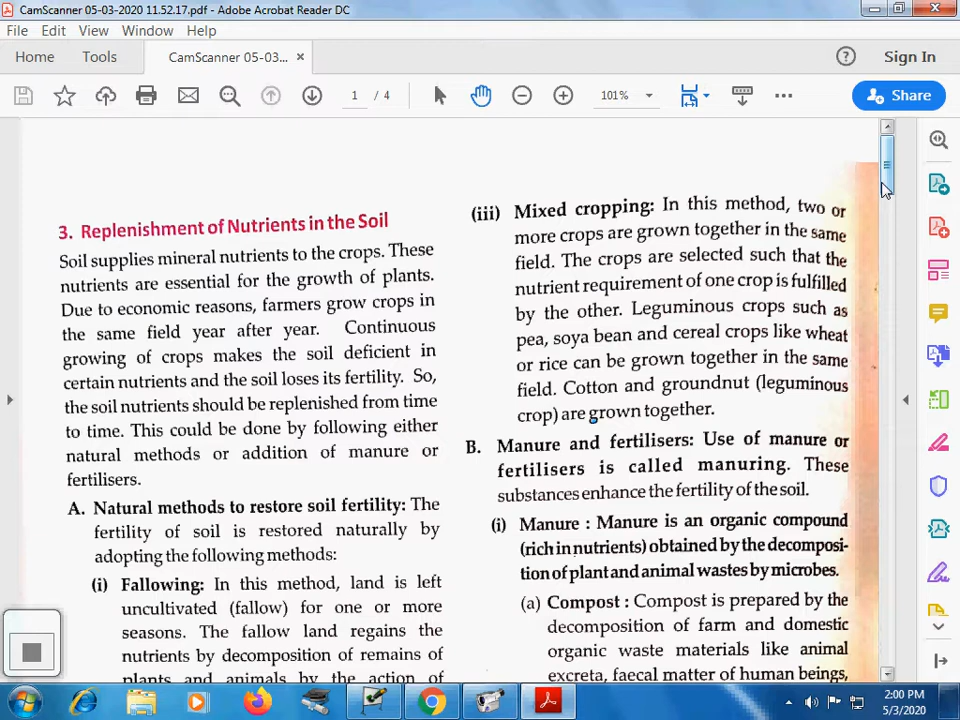 CamScanner 05-03-2020 11.52.17.pdf - Adobe Acrobat Reader DC
File Edit View Window Help
Home Tools CamScanner 05-03... × Sign In
1 / 4 101% Share
3. Replenishment of Nutrients in the Soil
Soil supplies mineral nutrients to the crops. These
nutrients are essential for the growth of plants.
Due to economic reasons, farmers grow crops in
the same field year after year. Continuous
growing of crops makes the soil deficient in
certain nutrients and the soil loses its fertility. So,
the soil nutrients should be replenished from time
to time. This could be done by following either
natural methods or addition of manure or
fertilisers.
A. Natural methods to restore soil fertility: The
fertility of soil is restored naturally by
adopting the following methods:
(i) Fallowing: In this method, land is left
uncultivated (fallow) for one or more
seasons. The fallow land regains the
nutrients by decomposition of remains of
plants and animals by the action of
(iii) Mixed cropping: In this method, two or
more crops are grown together in the same
field. The crops are selected such that the
nutrient requirement of one crop is fulfilled
by the other. Leguminous crops such as
pea, soya bean and cereal crops like wheat
or rice can be grown together in the same
field. Cotton and groundnut (leguminous
crop) are grown together.
B. Manure and fertilisers: Use of manure or
fertilisers is called manuring. These
substances enhance the fertility of the soil.
(i) Manure : Manure is an organic compound
(rich in nutrients) obtained by the decomposi-
tion of plant and animal wastes by microbes.
(a) Compost : Compost is prepared by the
decomposition of farm and domestic
organic waste materials like animal
excreta, faecal matter of human beings,
2:00 PM
5/3/2020